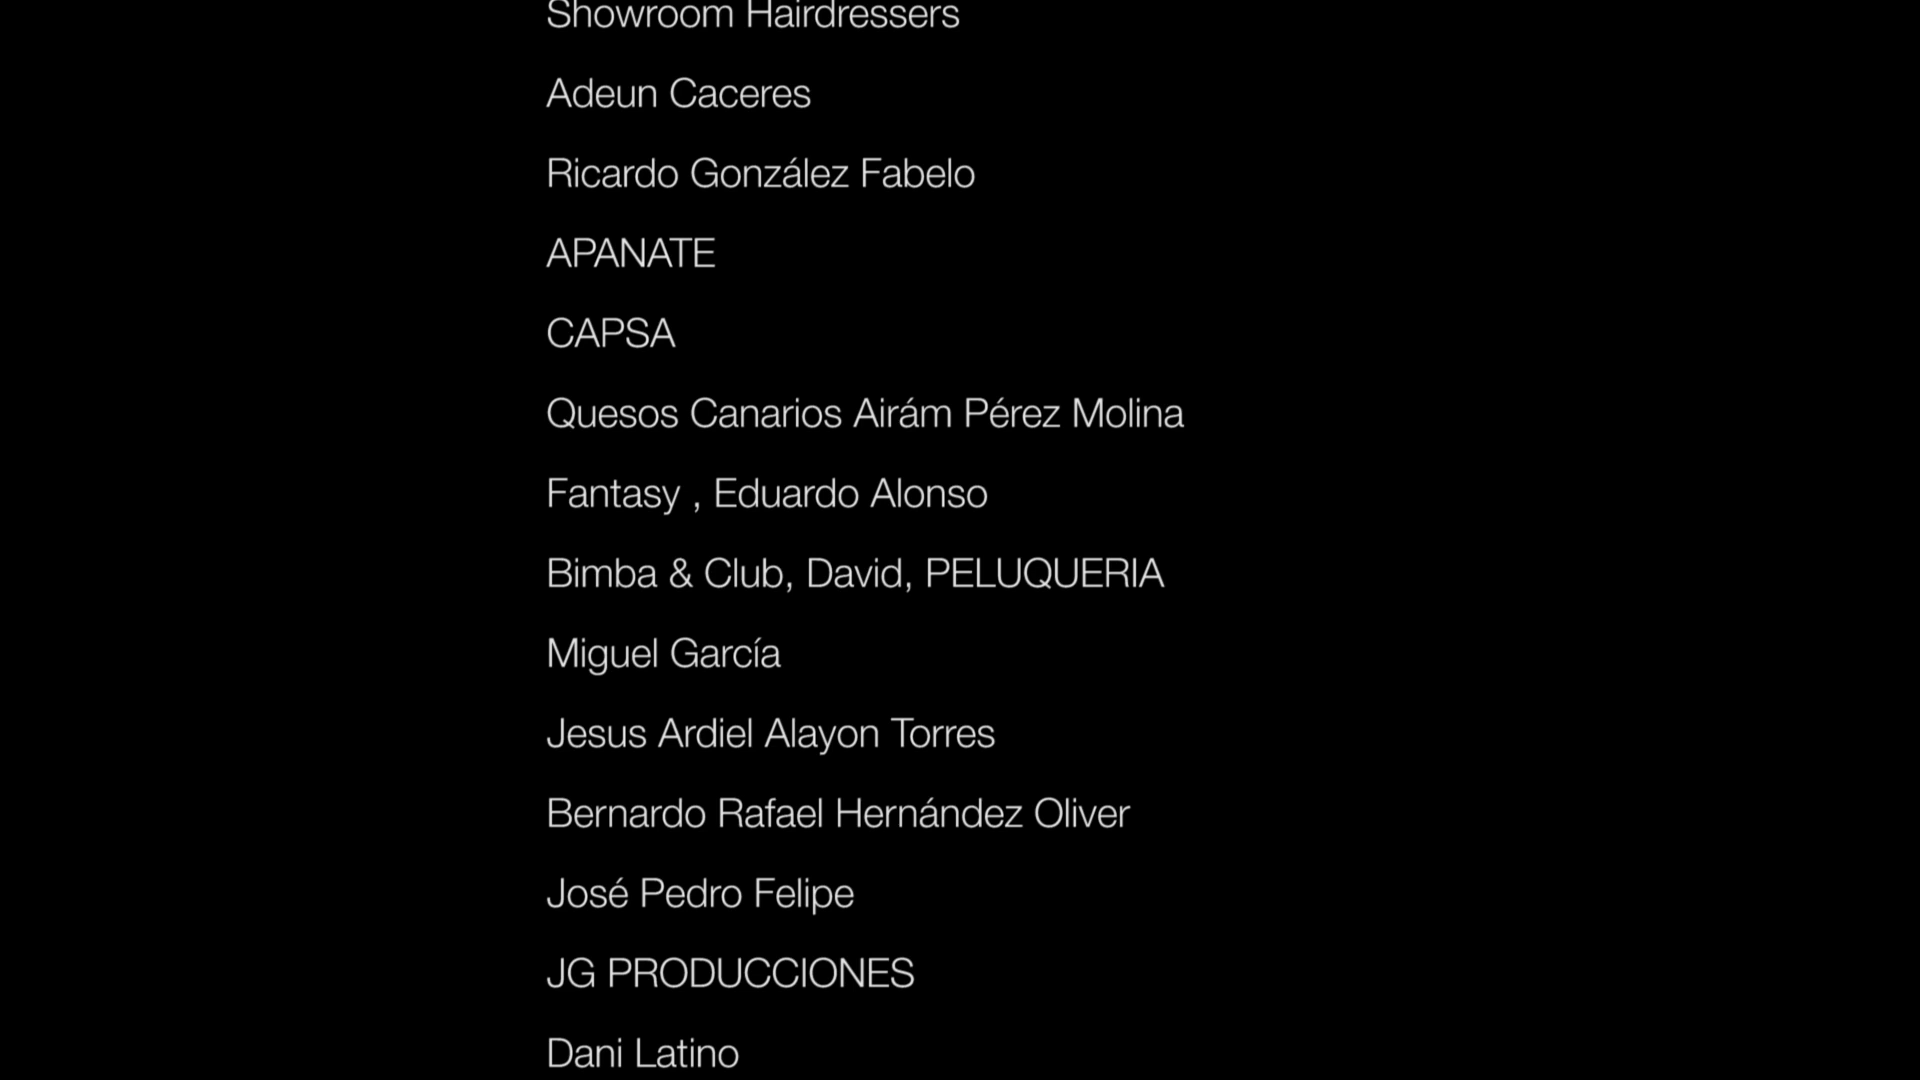 Showroom Hairdressers
Adeun Caceres
Ricardo González Fabelo
APANATE
CAPSA
Quesos Canarios Airám Pérez Molina
Fantasy , Eduardo Alonso
Bimba & Club, David, PELUQUERIA
Miguel García
Jesus Ardiel Alayon Torres
Bernardo Rafael Hernández Oliver
José Pedro Felipe
JG PRODUCCIONES
Dani Latino